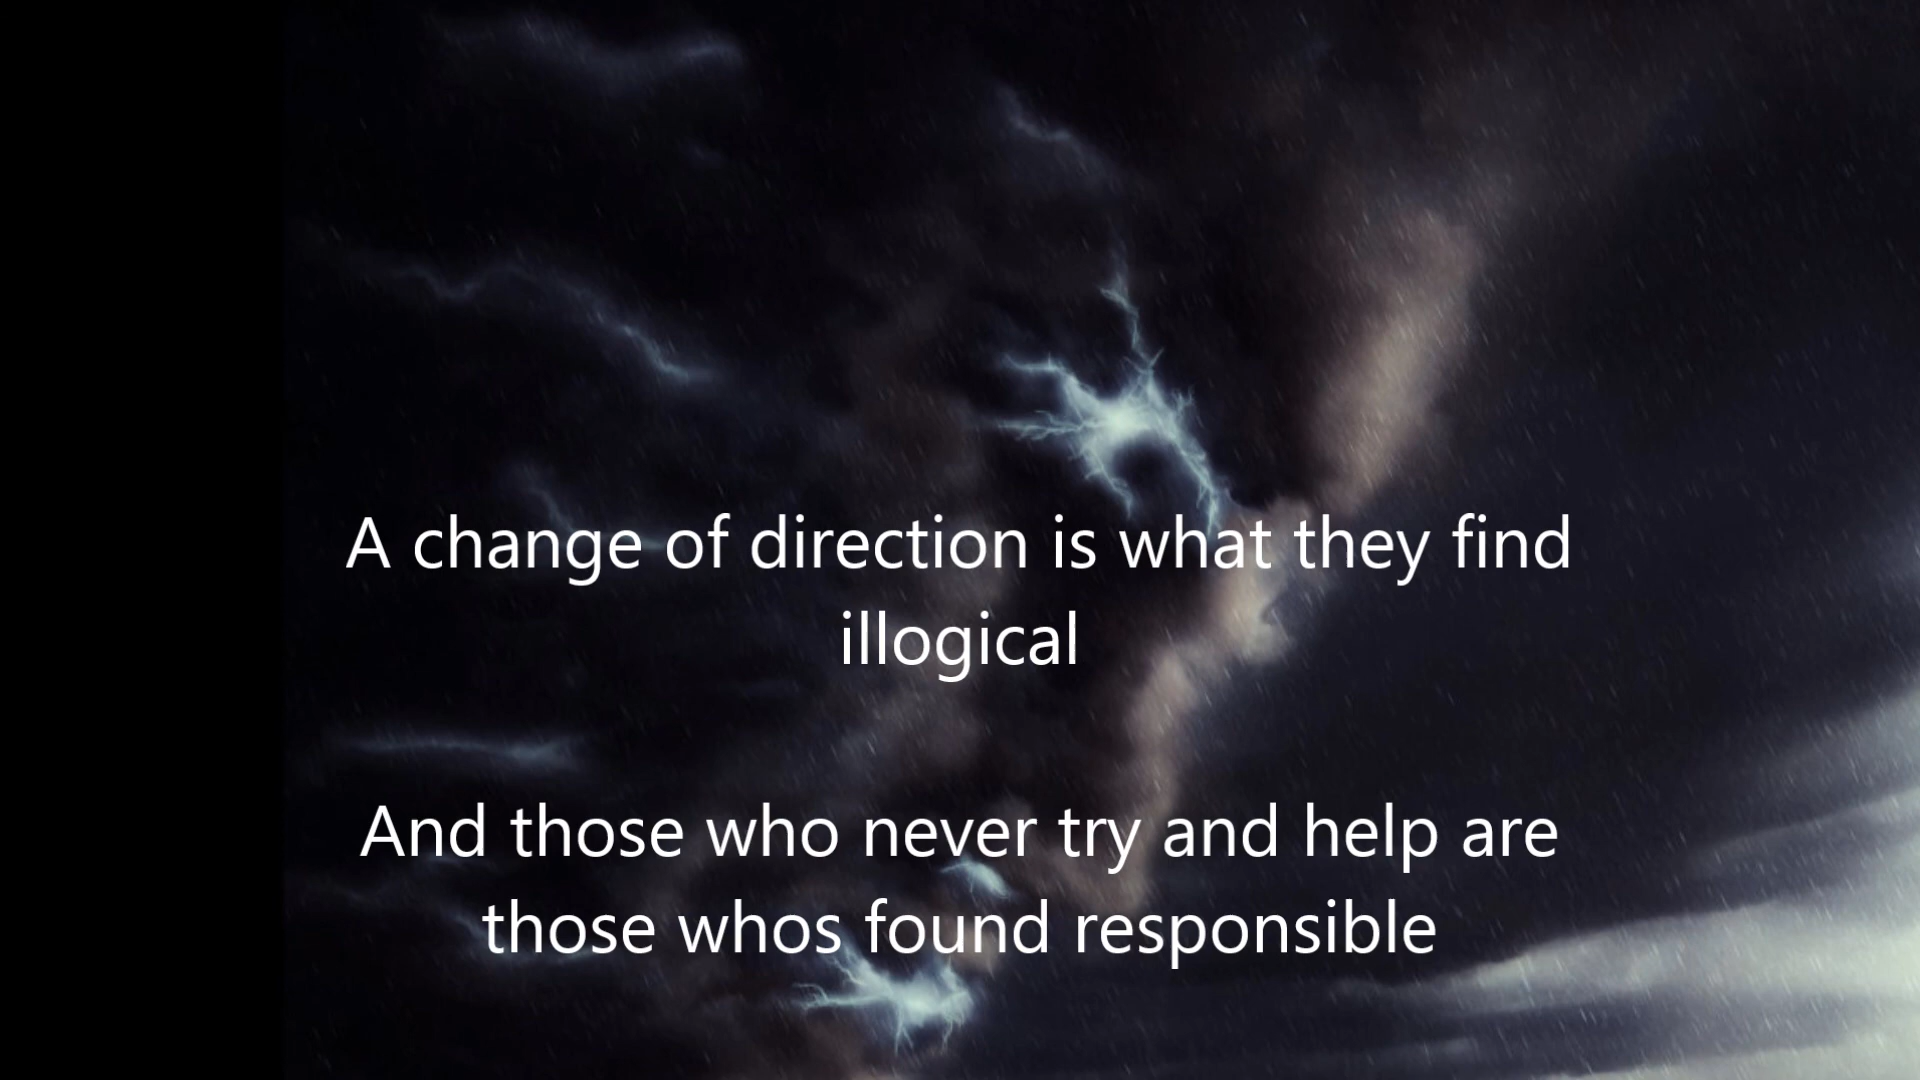 A change of direction is what they find
illogical
And those who never try and help are
those whos found responsible